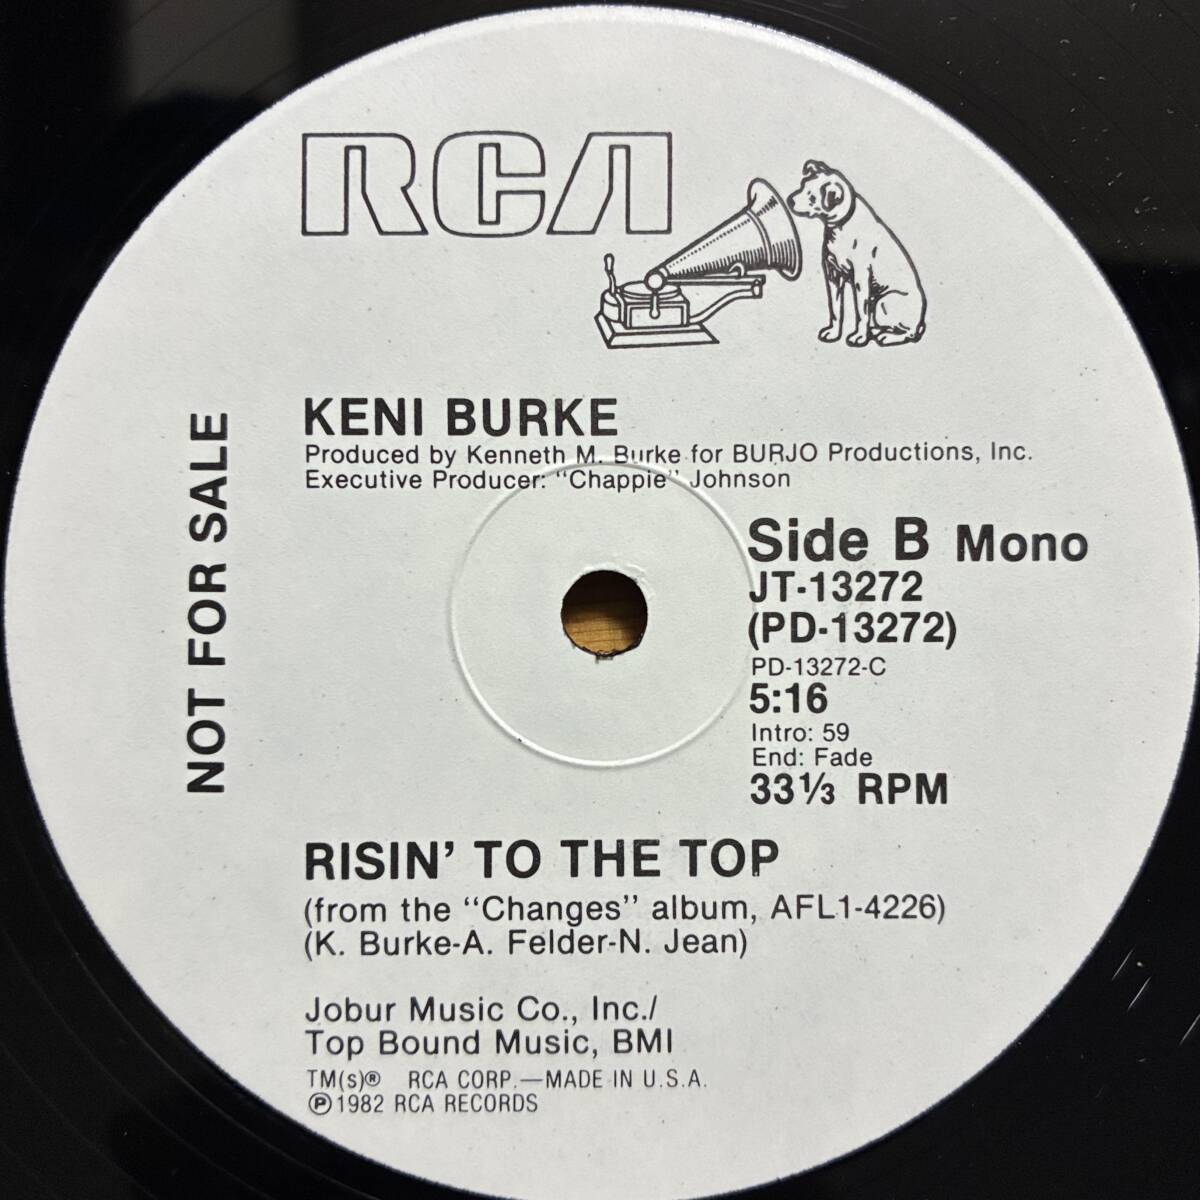 RCA
KENI BURKE
Produced by Kenneth M. Burke for BURJO Productions, Inc.
Executive Producer: “Chappie” Johnson
NOT FOR SALE
Side B Mono
JT-13272
(PD-13272)
PD-13272-C
5:16
Intro: 59
End: Fade
33⅓ RPM
RISIN’ TO THE TOP
(from the “Changes” album, AFL1-4226)
(K. Burke-A. Felder-N. Jean)
Jobur Music Co., Inc./
Top Bound Music, BMI
TM(s)® RCA CORP.—MADE IN U.S.A.
℗1982 RCA RECORDS